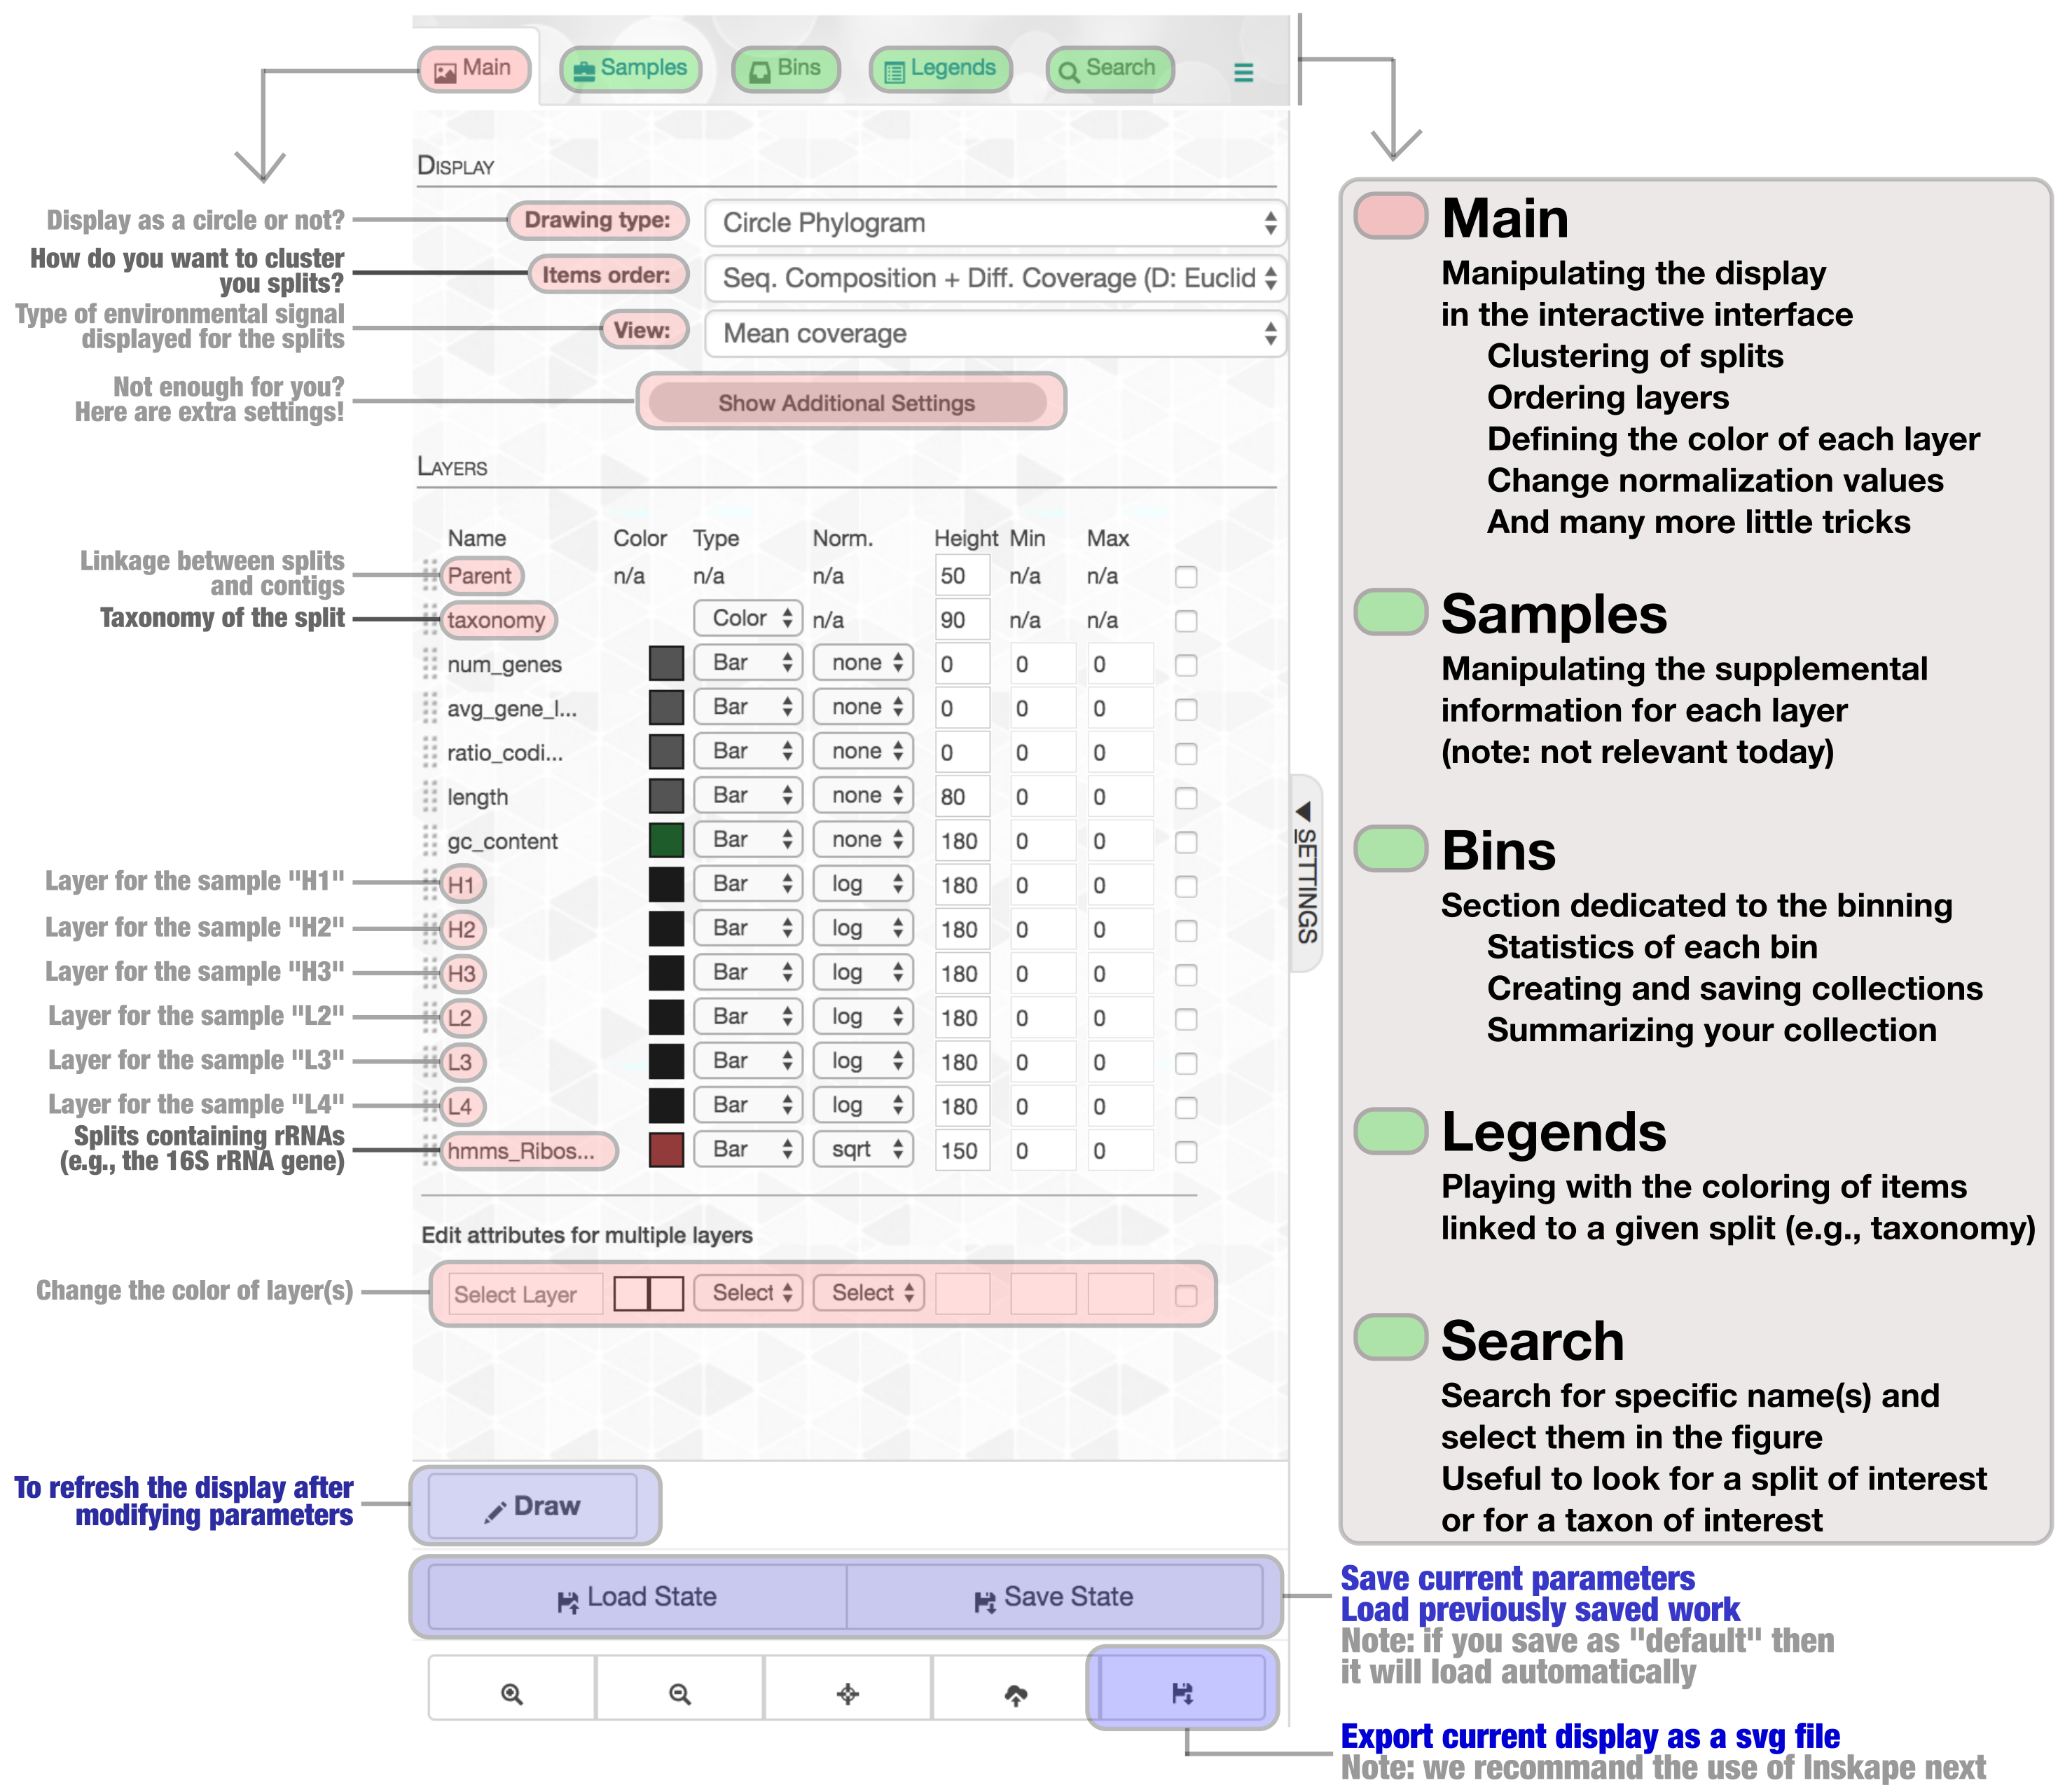 Main Samples Bins Legends Search
DISPLAY
Display as a circle or not?
Drawing type: Circle Phylogram
How do you want to cluster
you splits?
Items order: Seq. Composition + Diff. Coverage (D: Euclid
Type of environmental signal
displayed for the splits
View: Mean coverage
Not enough for you?
Here are extra settings!
Show Additional Settings
LAYERS
Name Color Type Norm. Height Min Max
Linkage between splits
and contigs
Parent n/a n/a n/a 50 n/a n/a
Taxonomy of the split
taxonomy Color n/a 90 n/a n/a
num_genes Bar none 0 0 0
avg_gene_l... Bar none 0 0 0
ratio_codi... Bar none 0 0 0
length Bar none 80 0 0
gc_content Bar none 180 0 0
Layer for the sample "H1" H1 Bar log 180 0 0
Layer for the sample "H2" H2 Bar log 180 0 0
Layer for the sample "H3" H3 Bar log 180 0 0
Layer for the sample "L2" L2 Bar log 180 0 0
Layer for the sample "L3" L3 Bar log 180 0 0
Layer for the sample "L4" L4 Bar log 180 0 0
Splits containing rRNAs
(e.g., the 16S rRNA gene)
hmms_Ribos... Bar sqrt 150 0 0
Edit attributes for multiple layers
Change the color of layer(s)
Select Layer Select Select
To refresh the display after
modifying parameters
Draw
Load State Save State
SETTINGS
Main
Manipulating the display
in the interactive interface
Clustering of splits
Ordering layers
Defining the color of each layer
Change normalization values
And many more little tricks
Samples
Manipulating the supplemental
information for each layer
(note: not relevant today)
Bins
Section dedicated to the binning
Statistics of each bin
Creating and saving collections
Summarizing your collection
Legends
Playing with the coloring of items
linked to a given split (e.g., taxonomy)
Search
Search for specific name(s) and
select them in the figure
Useful to look for a split of interest
or for a taxon of interest
Save current parameters
Load previously saved work
Note: if you save as "default" then
it will load automatically
Export current display as a svg file
Note: we recommand the use of Inskape next